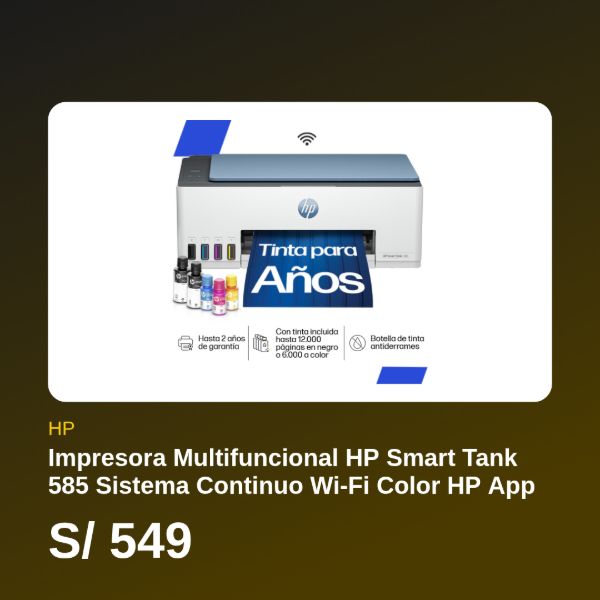 hp
Tinta para
Años
Hasta 2 años
de garantía
Con tinta incluida
hasta 12.000
páginas en negro
o 6.000 a color
Botella de tinta
antiderrames
HP
Impresora Multifuncional HP Smart Tank
585 Sistema Continuo Wi-Fi Color HP App
S/ 549